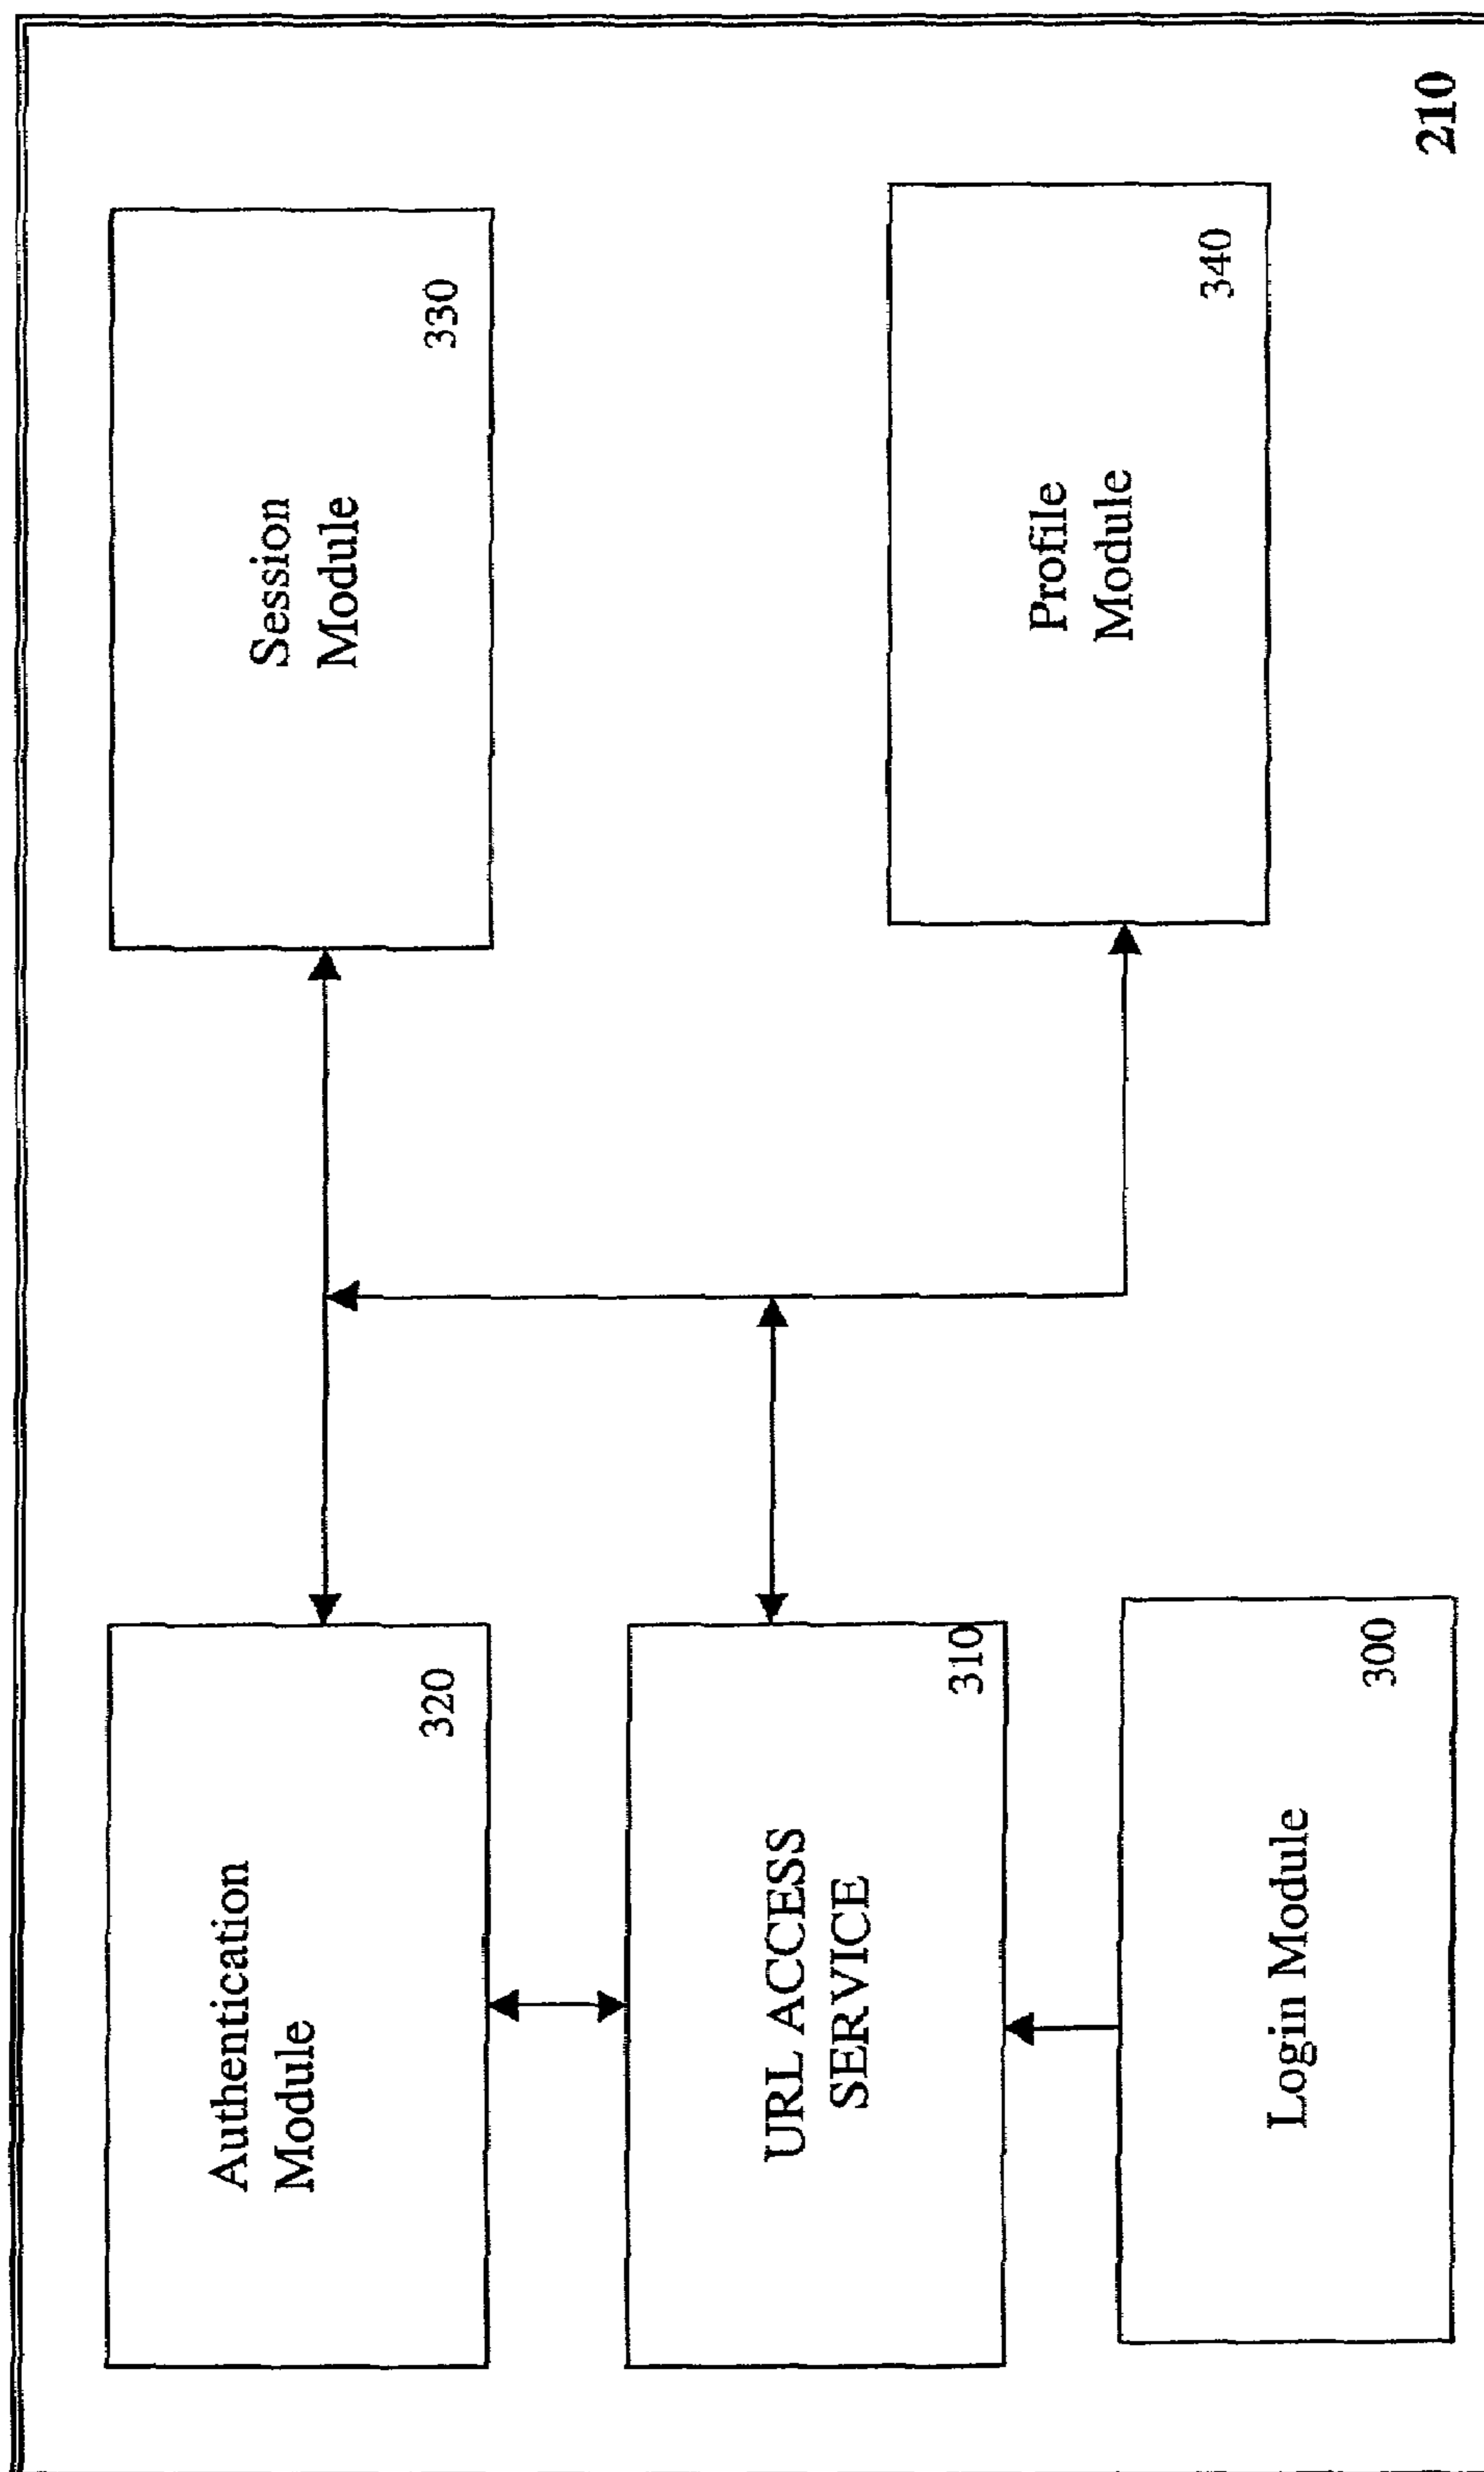 Authentication
Module
320
Session
Module
330
URL ACCESS
SERVICE
310
Login Module
300
Profile
Module
340
210